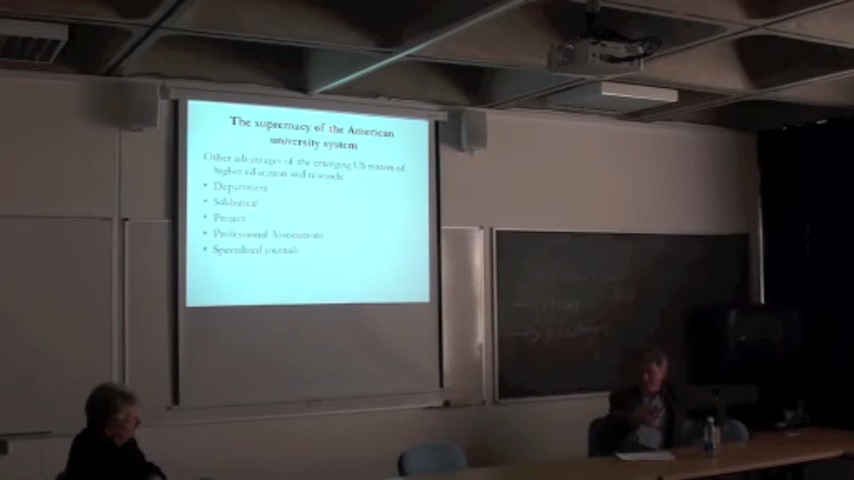 The supremacy of the American
university system
Other advantages of the emerging US system of
higher education and research:
• Department
• Sabbatical
• Project
• Professional Associations
• Specialized journals